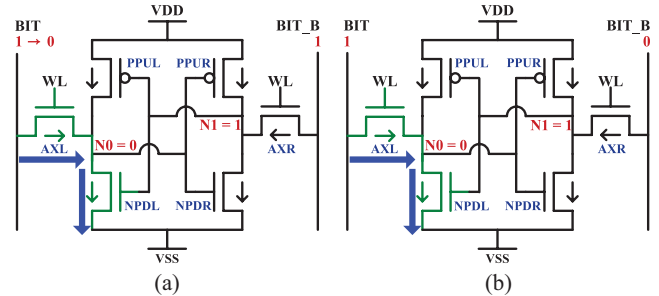 VDD
BIT
BIT_B
1 → 0
1
PPUL
PPUR
WL
WL
N1 = 1
N0 = 0
AXL
AXR
NPDL
NPDR
VSS
(a)
VDD
BIT
BIT_B
1
0
PPUL
PPUR
WL
WL
N1 = 1
N0 = 0
AXL
AXR
NPDL
NPDR
VSS
(b)